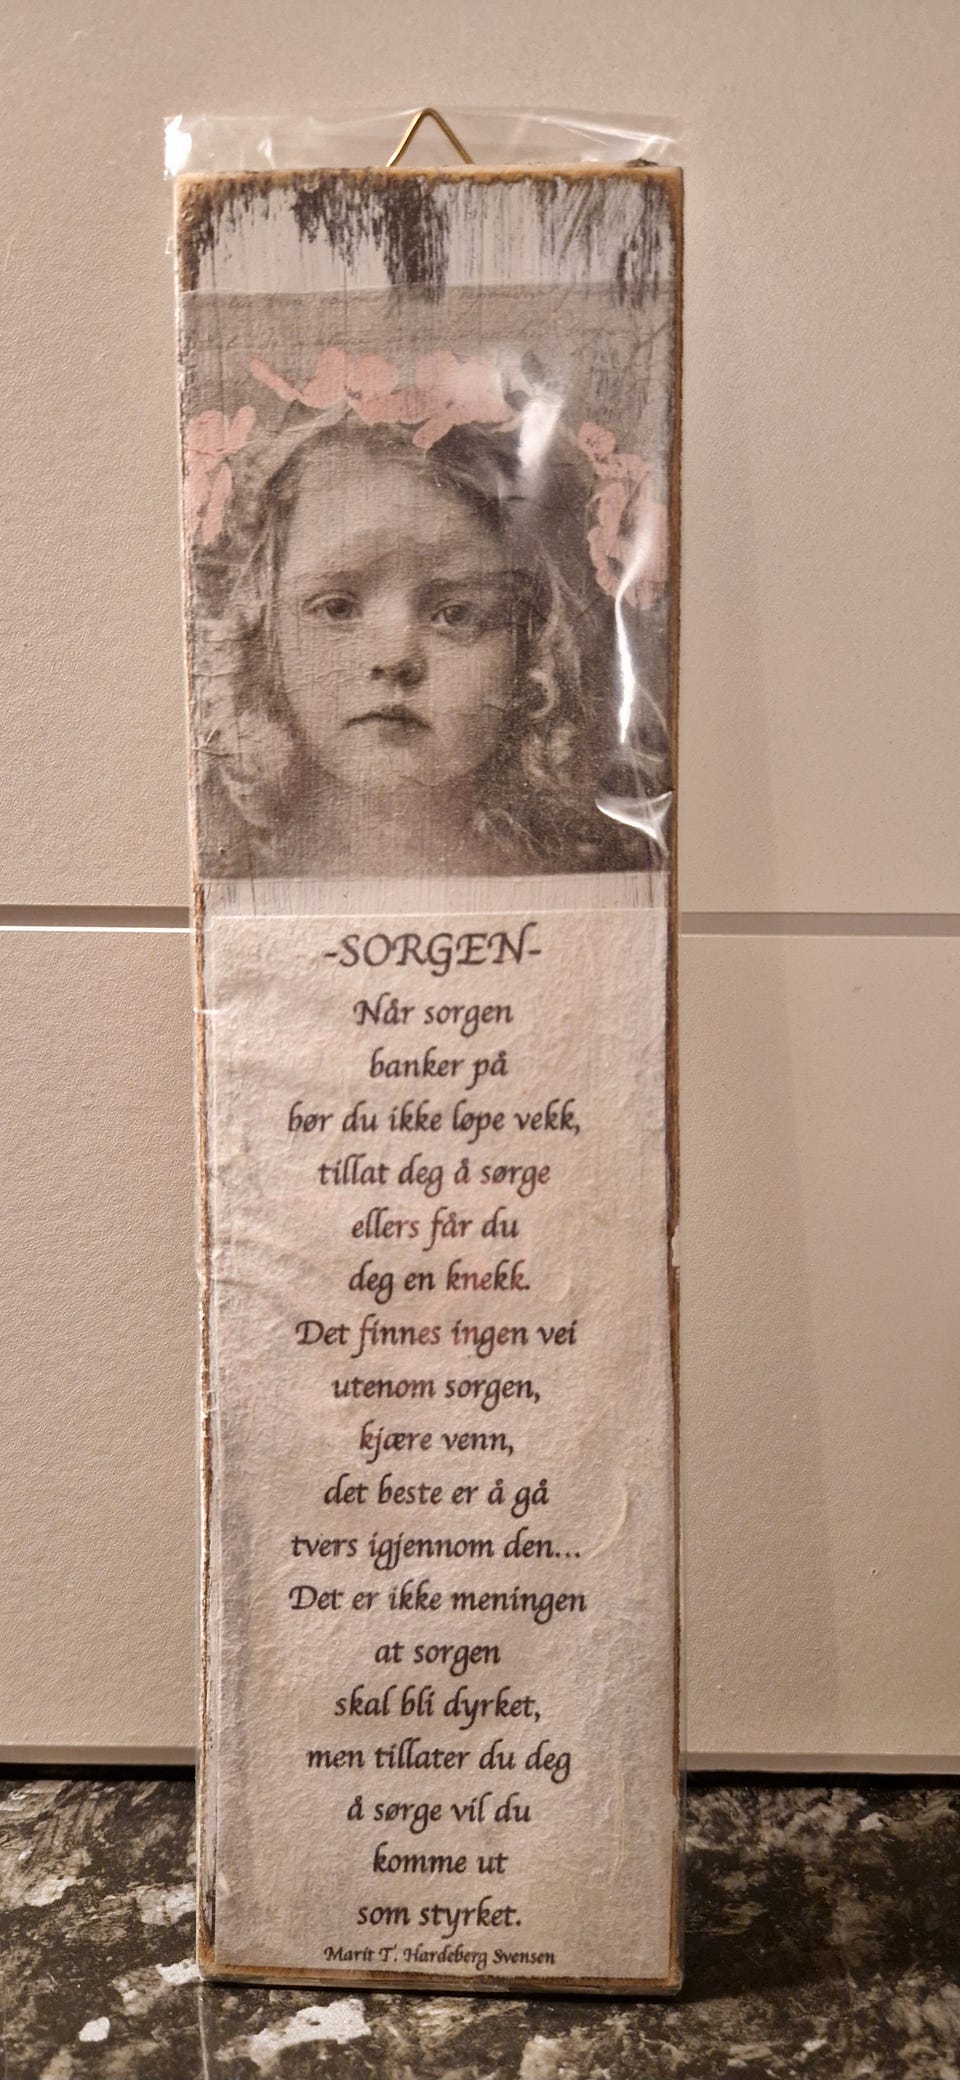 -SORGEN-
Når sorgen
banker på
bør du ikke løpe vekk,
tillat deg å sørge
ellers får du
deg en knekk.
Det finnes ingen vei
utenom sorgen,
kjære venn,
det beste er å gå
tvers igjennom den...
Det er ikke meningen
at sorgen
skal bli dyrket,
men tillater du deg
å sørge vil du
komme ut
som styrket.
Marit T. Hardeberg Svensen